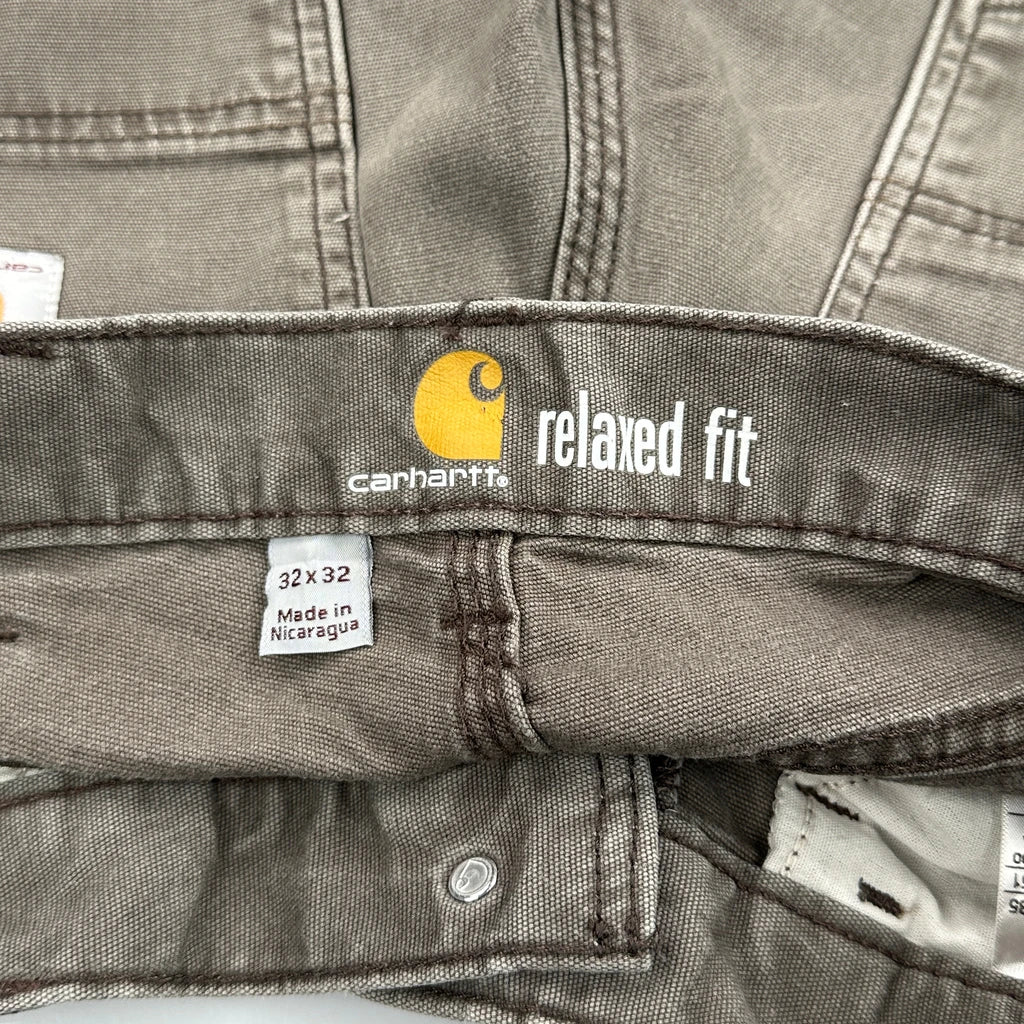 carhartt®
relaxed fit
32 x 32
Made in
Nicaragua